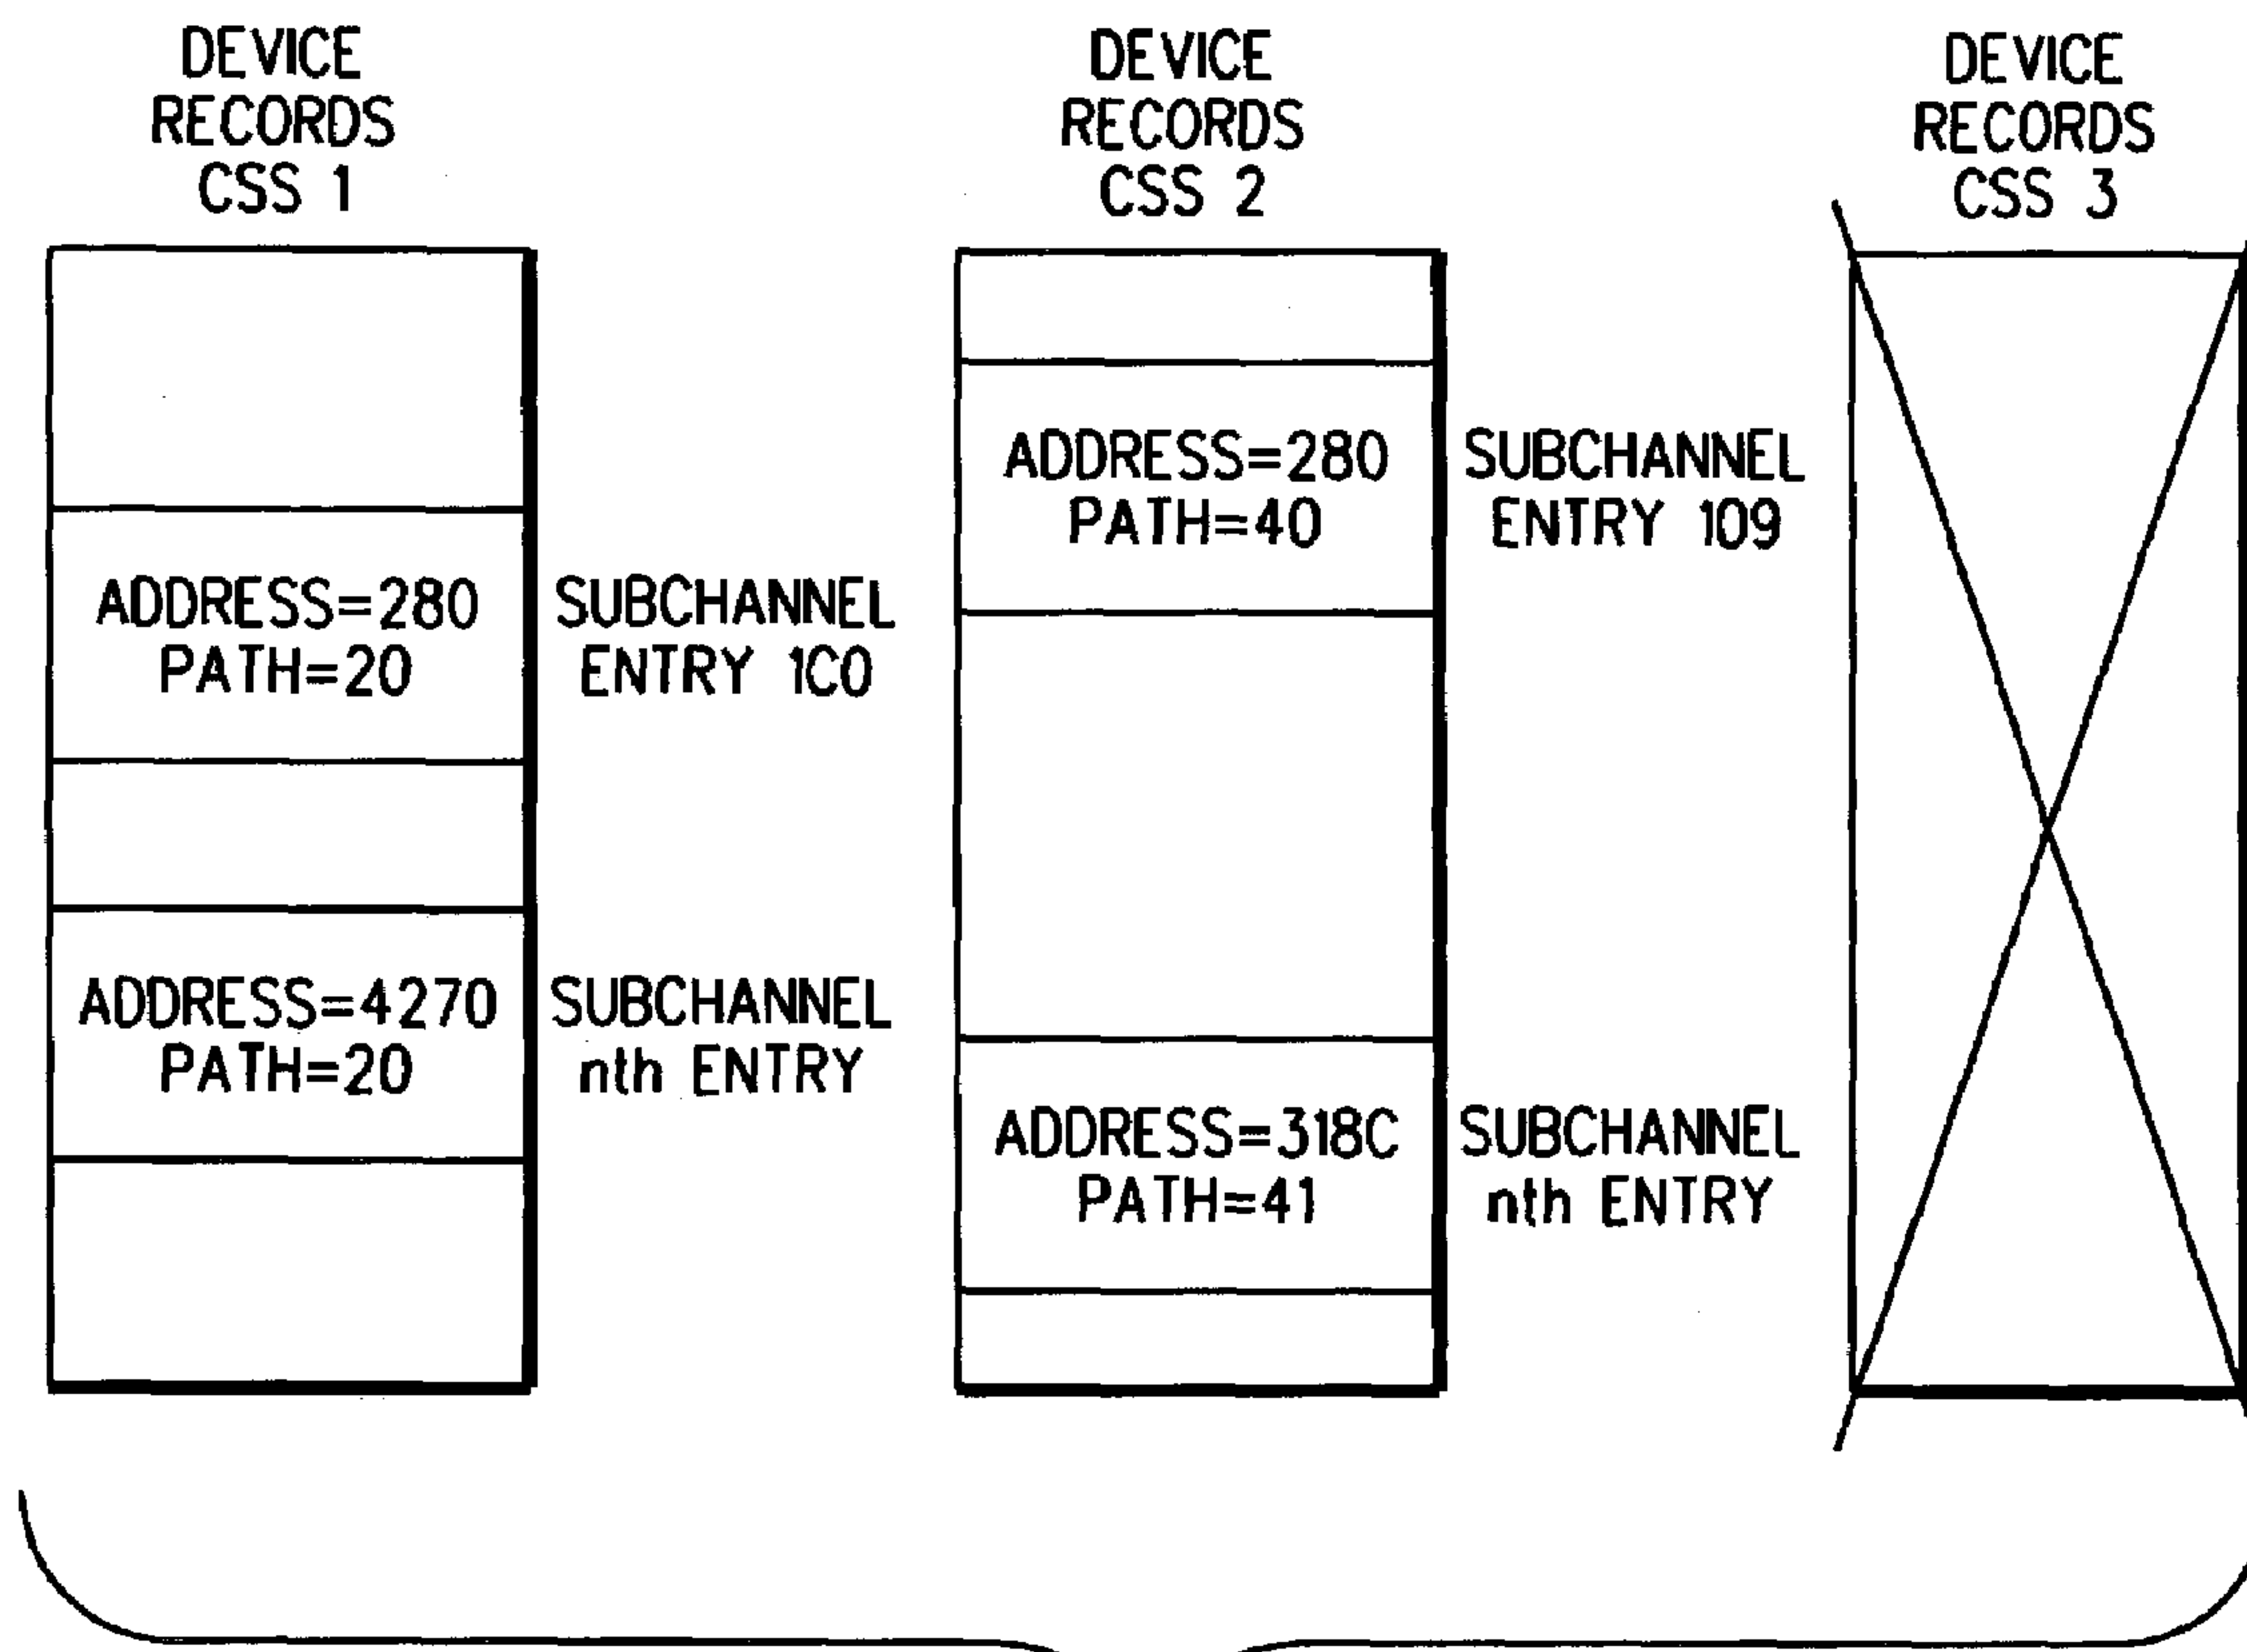 DEVICE
RECORDS
CSS 1
ADDRESS=280
PATH=20
SUBCHANNEL
ENTRY 1C0
ADDRESS=4270
PATH=20
SUBCHANNEL
nth ENTRY
DEVICE
RECORDS
CSS 2
ADDRESS=280
PATH=40
SUBCHANNEL
ENTRY 109
ADDRESS=318C
PATH=41
SUBCHANNEL
nth ENTRY
DEVICE
RECORDS
CSS 3